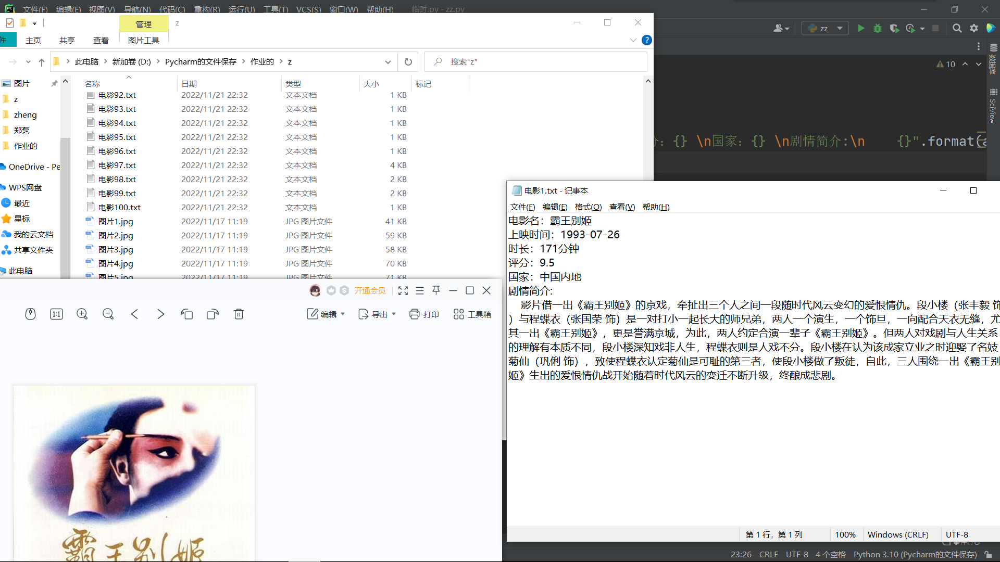 文件(F) 编辑(E) 视图(V) 导航(N) 代码(C) 重构(R) 运行(U) 工具(T) VCS(S) 窗口(W) 帮助(H) 临时.py - zz.py
管理 z
件 主页 共享 查看 图片工具
此电脑 新加卷 (D:) Pycharm的文件保存 作业的 z 搜索"z"
zz
10
数据库
SciView
名称 日期 类型 大小 标记
图片
z
zheng
作业的
OneDrive - Pe
WPS网盘
最近
星标
我的云文档
共享文件夹
此电脑
电影92.txt 2022/11/21 22:32 文本文档 1 KB
电影93.txt 2022/11/21 22:32 文本文档 1 KB
电影94.txt 2022/11/21 22:32 文本文档 1 KB
电影95.txt 2022/11/21 22:32 文本文档 1 KB
电影96.txt 2022/11/21 22:32 文本文档 1 KB
电影97.txt 2022/11/21 22:32 文本文档 4 KB
电影98.txt 2022/11/21 22:32 文本文档 2 KB
电影99.txt 2022/11/21 22:32 文本文档 2 KB
电影100.txt 2022/11/21 22:32 文本文档 1 KB
图片1.jpg 2022/11/17 11:19 JPG 图片文件 41 KB
图片2.jpg 2022/11/17 11:19 JPG 图片文件 59 KB
图片3.jpg 2022/11/17 11:19 JPG 图片文件 58 KB
图片4.jpg 2022/11/17 11:19 JPG 图片文件 70 KB
图片5.jpg 2022/11/17 11:19 JPG 图片文件 71 KB
分：{} \n国家：{} \n剧情简介:\n {}".format(a
电影1.txt - 记事本
文件(F) 编辑(E) 格式(O) 查看(V) 帮助(H)
电影名：霸王别姬
上映时间：1993-07-26
时长：171分钟
评分：9.5
国家：中国内地
剧情简介:
影片借一出《霸王别姬》的京戏，牵扯出三个人之间一段随时代风云变幻的爱恨情仇。段小楼（张丰毅 饰
）与程蝶衣（张国荣 饰）是一对打小一起长大的师兄弟，两人一个演生，一个饰旦，一向配合天衣无缝，尤
其一出《霸王别姬》，更是誉满京城，为此，两人约定合演一辈子《霸王别姬》。但两人对戏剧与人生关系
的理解有本质不同，段小楼深知戏非人生，程蝶衣则是人戏不分。段小楼在认为该成家立业之时迎娶了名妓
菊仙（巩俐 饰），致使程蝶衣认定菊仙是可耻的第三者，使段小楼做了叛徒，自此，三人围绕一出《霸王别
姬》生出的爱恨情仇战开始随着时代风云的变迁不断升级，终酿成悲剧。
第 1 行，第 1 列 100% Windows (CRLF) UTF-8
开通会员
1:1 编辑 导出 打印 工具箱
霸王别姬
事件日志
23:26 CRLF UTF-8 4 个空格 Python 3.10 (Pycharm的文件保存)